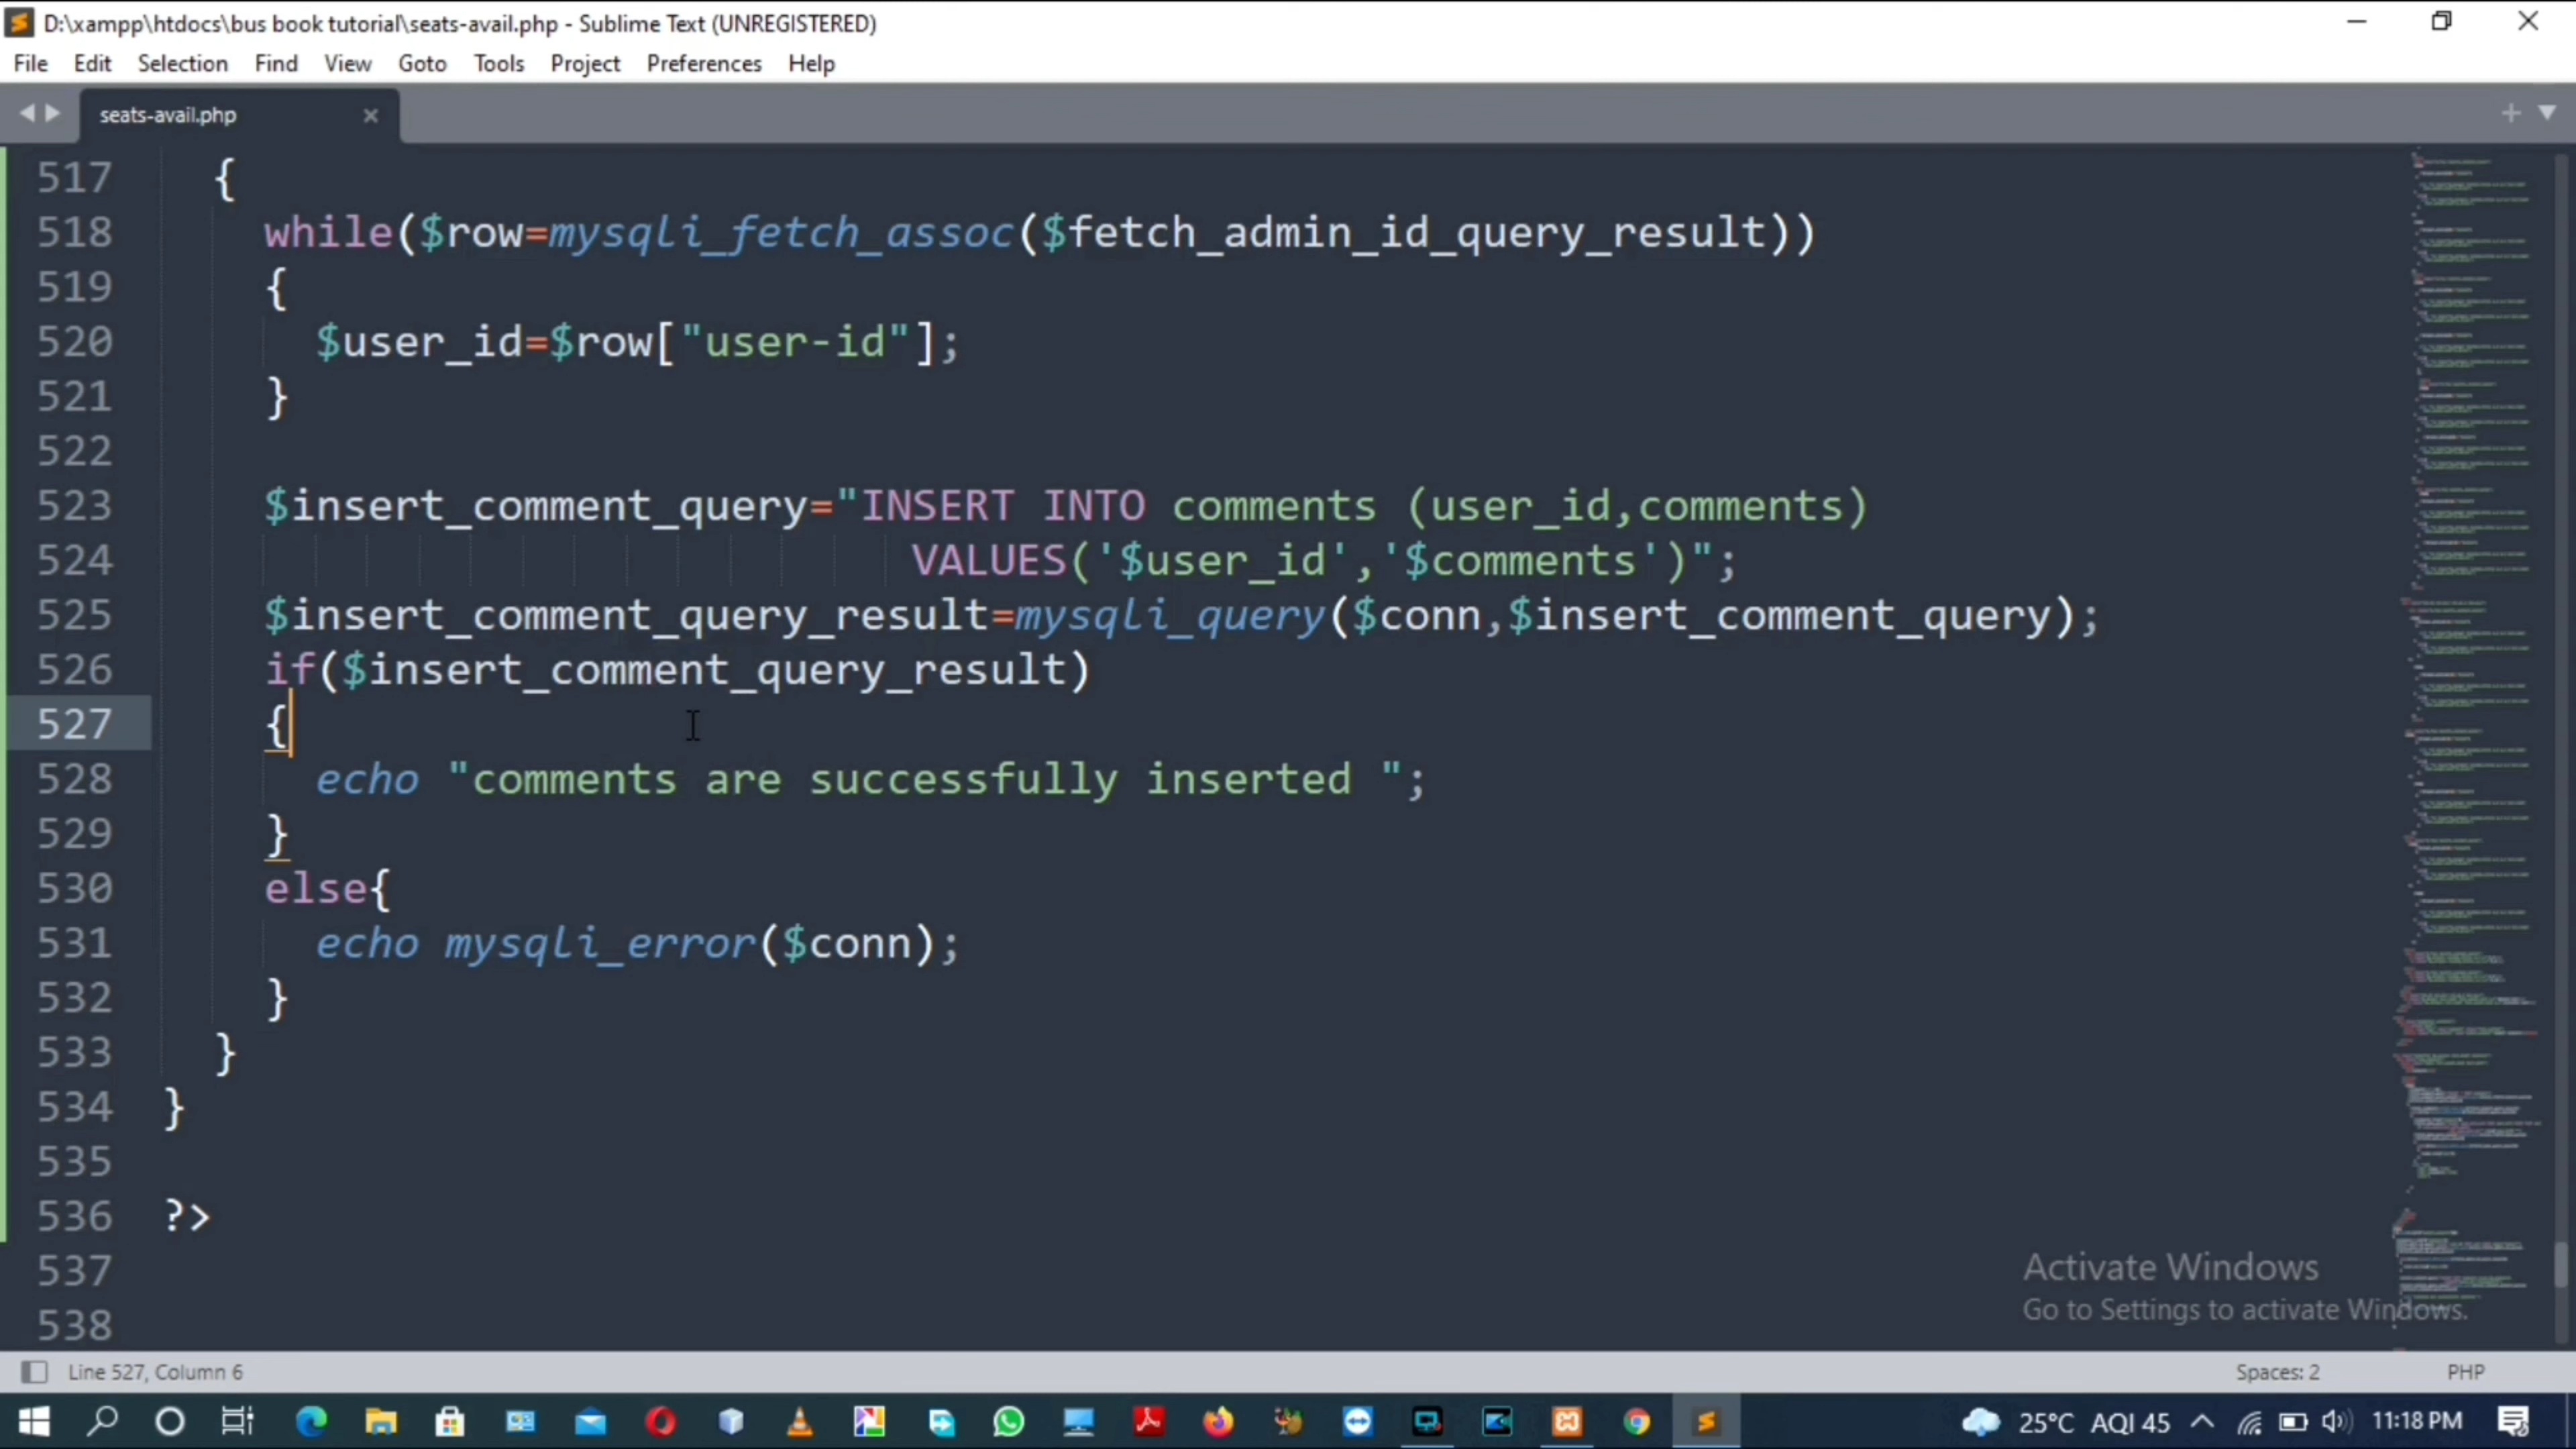 D:\xampp\htdocs\bus book tutorial\seats-avail.php - Sublime Text (UNREGISTERED)
File Edit Selection Find View Goto Tools Project Preferences Help
seats-avail.php
517 {
518 while($row=mysqli_fetch_assoc($fetch_admin_id_query_result))
519 {
520 $user_id=$row["user-id"];
521 }
522
523 $insert_comment_query="INSERT INTO comments (user_id,comments)
524 VALUES('$user_id','$comments')";
525 $insert_comment_query_result=mysqli_query($conn,$insert_comment_query);
526 if($insert_comment_query_result)
527 {
528 echo "comments are successfully inserted ";
529 }
530 else{
531 echo mysqli_error($conn);
532 }
533 }
534 }
535
536 ?>
537
538
Activate Windows
Go to Settings to activate Windows.
Line 527, Column 6 Spaces: 2 PHP
25°C AQI 45 11:18 PM